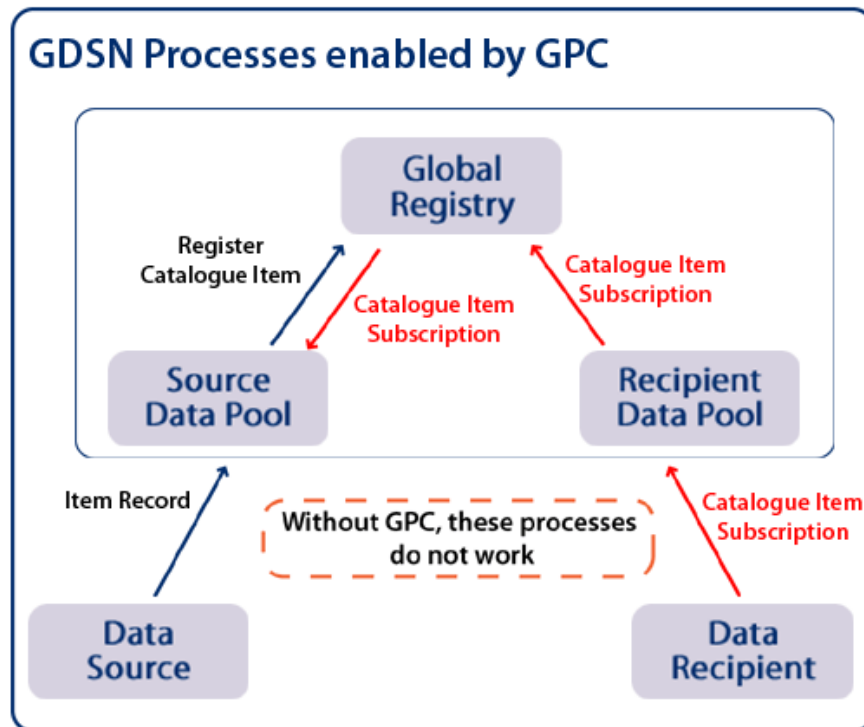 GDSN Processes enabled by GPC
Global
Registry
Register
Catalogue Item
Catalogue Item
Subscription
Catalogue Item
Subscription
Source
Data Pool
Recipient
Data Pool
Item Record
Without GPC, these processes
do not work
Catalogue Item
Subscription
Data
Source
Data
Recipient